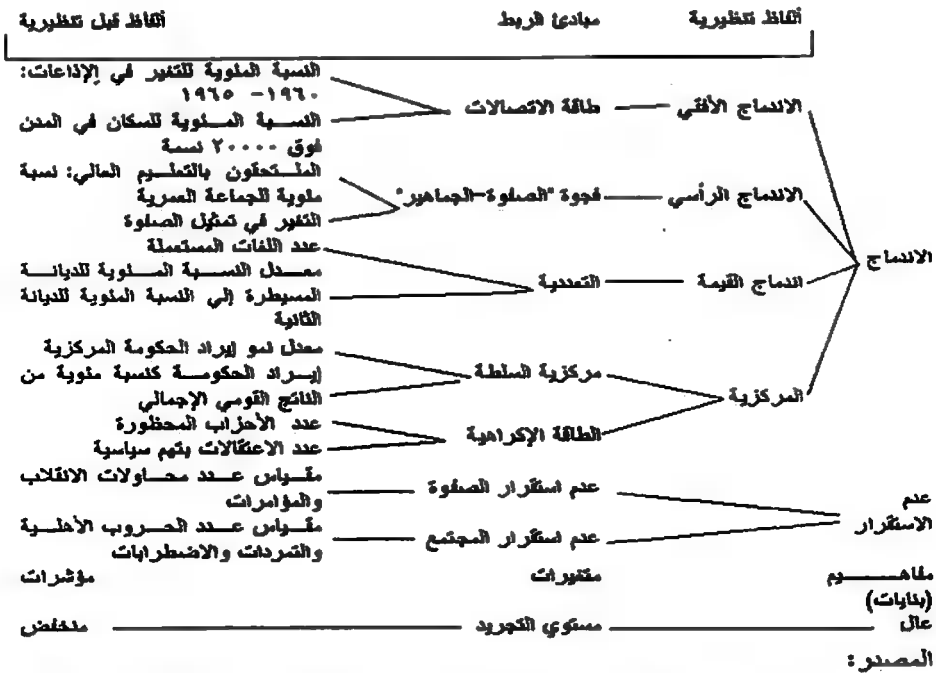 ألفاظ تنظيرية مبادئ الربط ألفاظ قبل تنظيرية
النسبة المئوية للتغير في الإذاعات:
١٩٦٠- ١٩٦٥
الاندماج الأفقي طاقة الاتصالات
النسبة المئوية للسكان في المدن
فوق ٢٠٠٠٠ نسمة
الملتحقون بالتعليم العالي: نسبة
مئوية للجماعة العمرية
الاندماج الرأسي فجوة "الصفوة-الجماهير"
التغير في تمثيل الصفوة
عدد اللغات المستعملة
الاندماج
معدل النسبة المئوية للديانة
اندماج القيمة التعددية
المسيطرة إلي النسبة المئوية للديانة
الثانية
معدل نمو إيراد الحكومة المركزية
مركزية السلطة
إيراد الحكومة كنسبة مئوية من
الناتج القومي الإجمالي
المركزية
عدد الأحزاب المحظورة
الطاقة الإكراهية
عدد الاعتقالات بتهم سياسية
عدم استقرار الصفوة مقياس عدد محاولات الانقلاب
والمؤامرات
عدم
الاستقرار
عدم استقرار المجتمع مقياس عدد الحروب الأهلية
والتمردات والاضطرابات
مفاهيم متغيرات مؤشرات
(بنايات)
عال مستوي التجريد منخفض
المصدر: